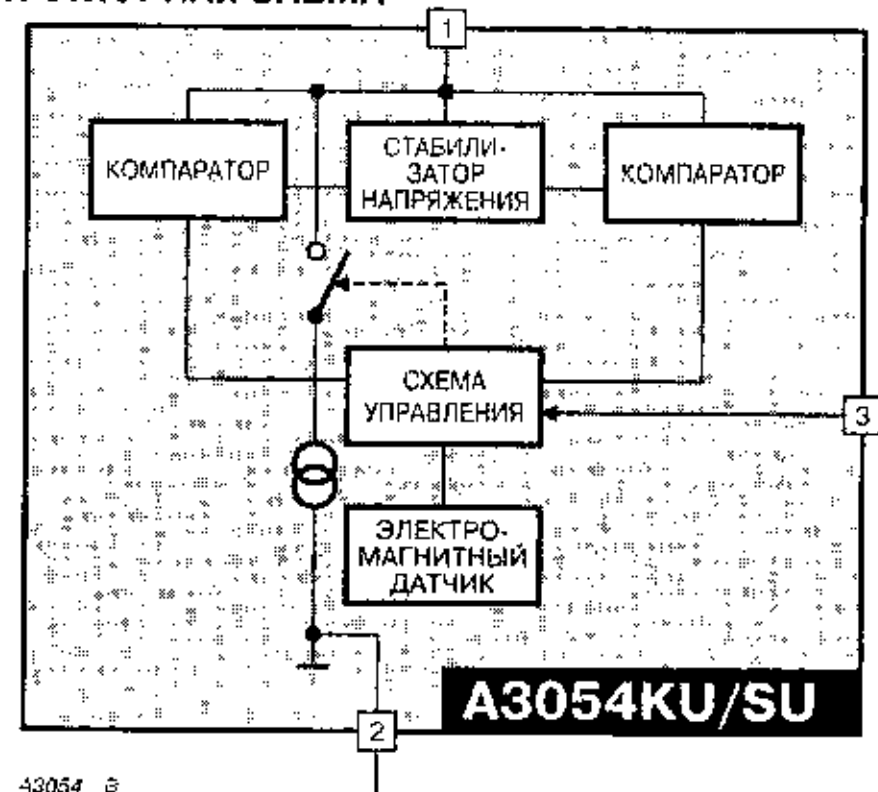 1
КОМПАРАТОР
СТАБИЛИ-
ЗАТОР
НАПРЯЖЕНИЯ
КОМПАРАТОР
СХЕМА
УПРАВЛЕНИЯ
3
ЭЛЕКТРО-
МАГНИТНЫЙ
ДАТЧИК
A3054KU/SU
2
A3054 B